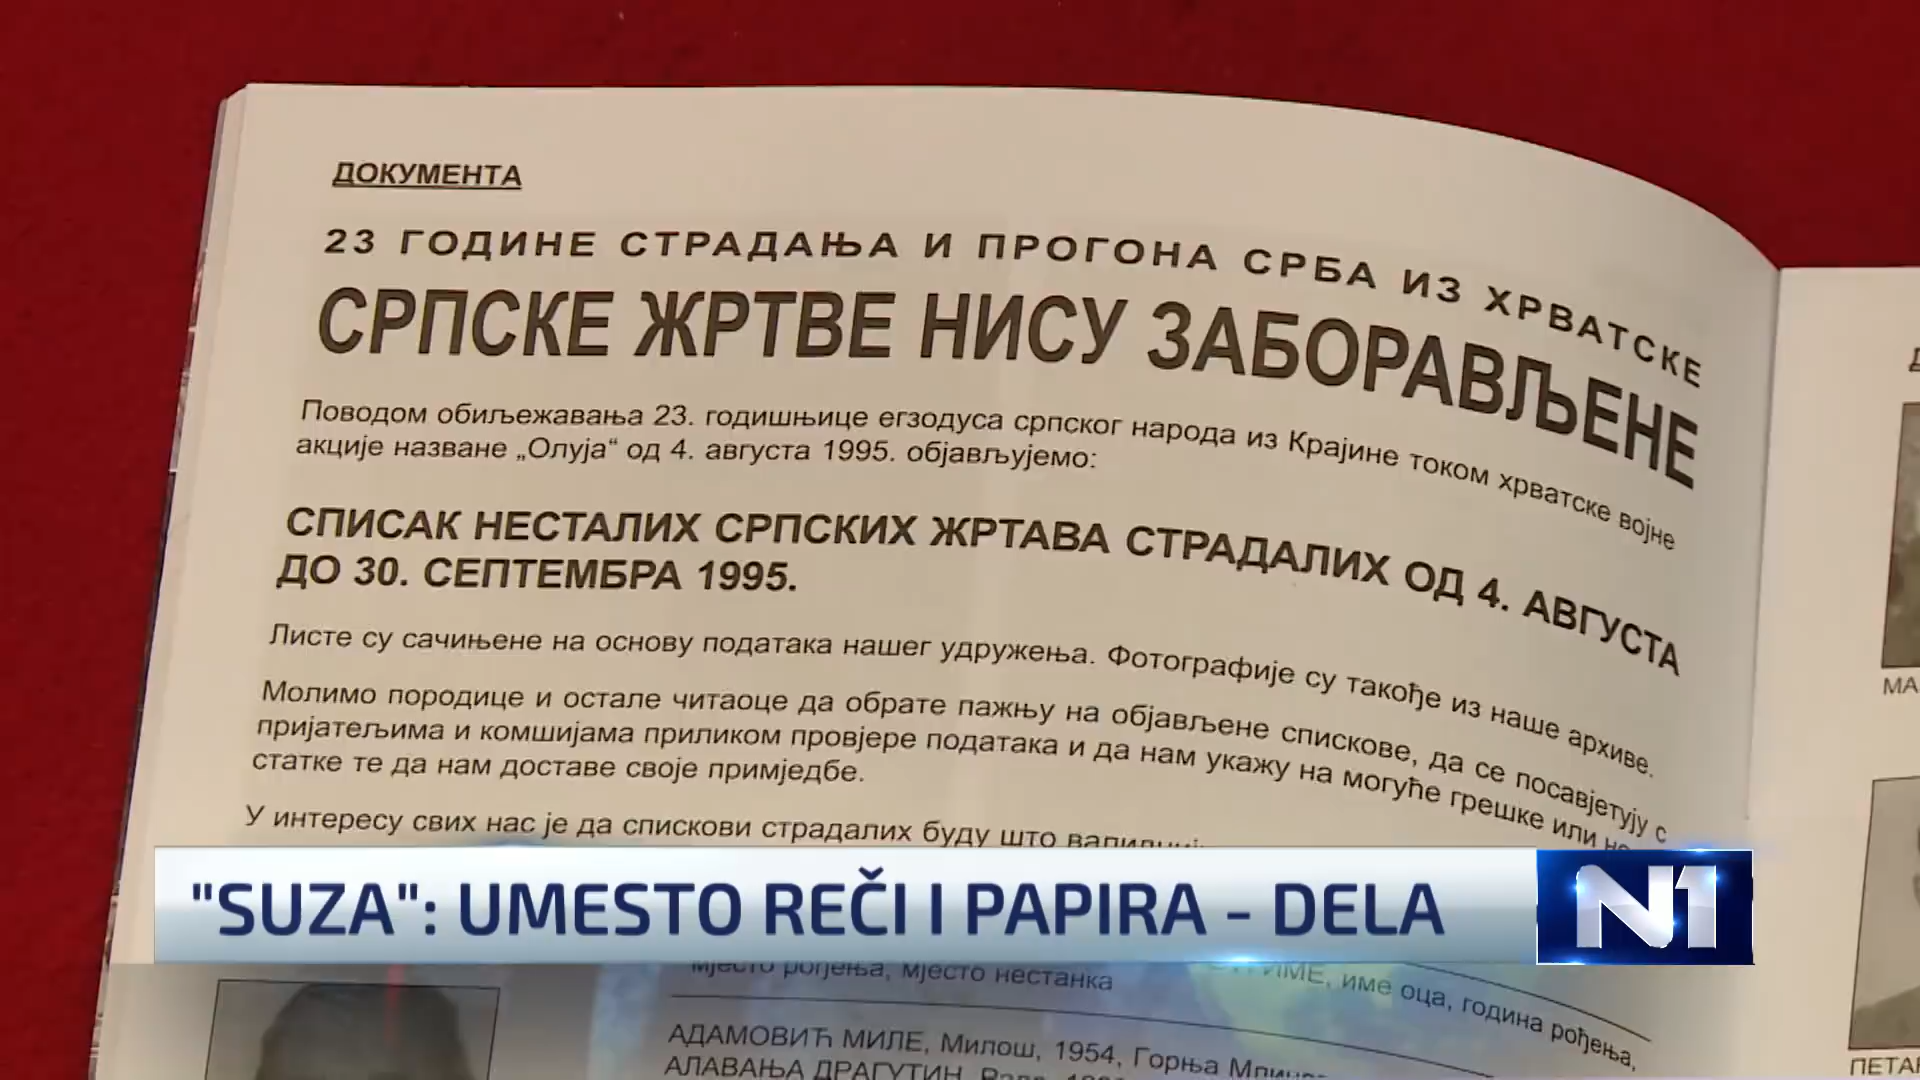 ДОКУМЕНТА
23 ГОДИНЕ СТРАДАЊА И ПРОГОНА СРБА ИЗ ХРВАТСКЕ
СРПСКЕ ЖРТВЕ НИСУ ЗАБОРАВЉЕНЕ
Поводом обиљежавања 23. годишњице егзодуса српског народа из Крајине током хрватске војне
акције назване „Олуја“ од 4. августа 1995. објављујемо:
СПИСАК НЕСТАЛИХ СРПСКИХ ЖРТАВА СТРАДАЛИХ ОД 4. АВГУСТА
ДО 30. СЕПТЕМБРА 1995.
Листе су сачињене на основу података нашег удружења. Фотографије су такође из наше архиве.
Молимо породице и остале читаоце да обрате пажњу на објављене спискове, да се посавјетују с
пријатељима и комшијама приликом провјере података и да нам укажу на могуће грешке или
статке те да нам доставе своје примједбе.
У интересу свих нас је да спискови страдалих буду што
"SUZA": UMESTO REČI I PAPIRA - DELA
N1
име оца, година рођења,
мјесто рођења, мјесто нестанка
АДАМОВИЋ МИЛЕ, Милош, 1954, Горња
АЛАВАЊА ДРАГУТИН,